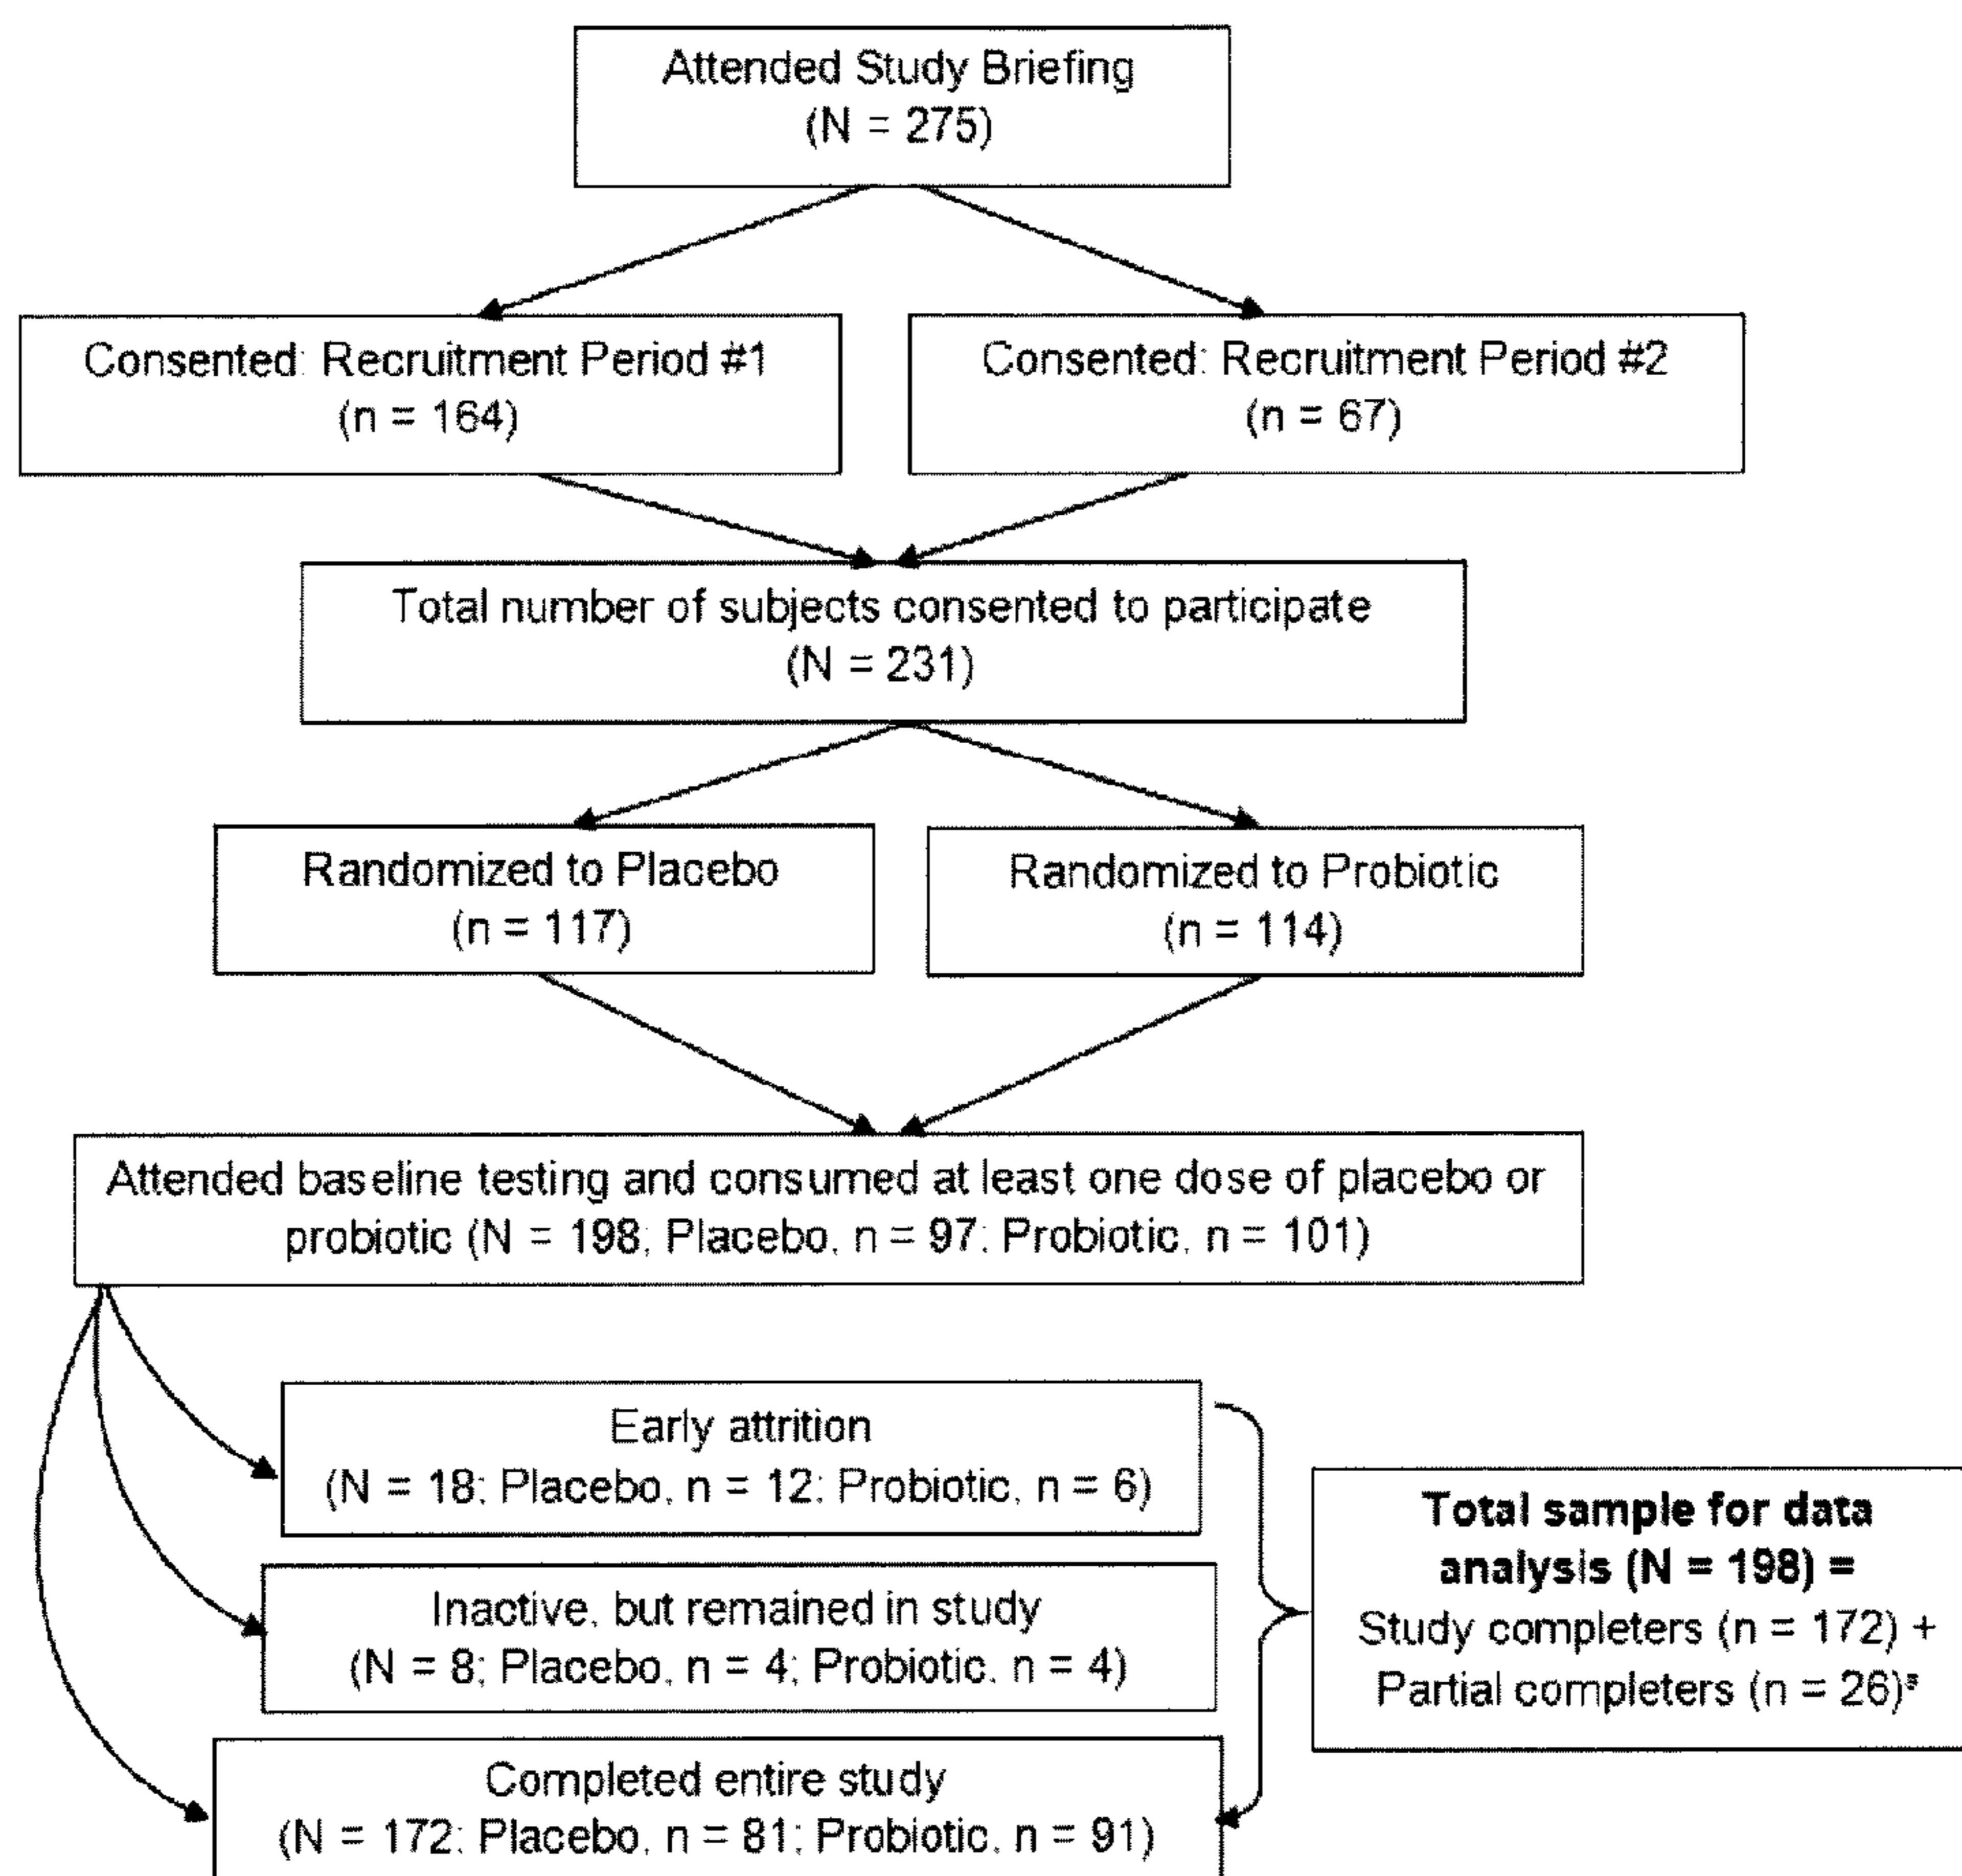 Attended Study Briefing
(N = 275)
Consented: Recruitment Period #1
(n = 164)
Consented: Recruitment Period #2
(n = 67)
Total number of subjects consented to participate
(N = 231)
Randomized to Placebo
(n = 117)
Randomized to Probiotic
(n = 114)
Attended baseline testing and consumed at least one dose of placebo or
probiotic (N = 198; Placebo, n = 97; Probiotic, n = 101)
Early attrition
(N = 18; Placebo, n = 12; Probiotic, n = 6)
Inactive, but remained in study
(N = 8; Placebo, n = 4; Probiotic, n = 4)
Completed entire study
(N = 172; Placebo, n = 81; Probiotic, n = 91)
Total sample for data
analysis (N = 198) =
Study completers (n = 172) +
Partial completers (n = 26)